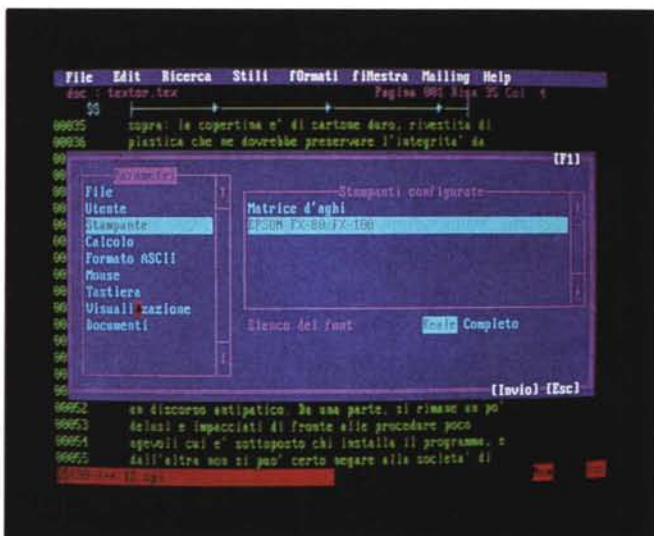 File Edit Ricerca Stili fOrmati fiNestra Mailing Help
doc : textor.tex Pagina 001 Riga 35 Col 4
00035 sopra: la copertina e' di cartone duro, rivestita di
00036 plastica che ne dovrebbe preservare l'integrita' da
[F1]
Parametri
File
Utente
Stampante
Calcolo
Formato ASCII
Mouse
Tastiera
Visualizzazione
Documenti
Stampanti configurate
Matrice d'aghi
EPSON FX-80 FX-100
Elenco dei font Reale Completo
[Invio] [Esc]
00052 un discorso antipatico. Da una parte, si rimane un po'
00053 delusi e impacciati di fronte alle procedure poco
00054 agevoli cui e' sottoposto chi installa il programma, e
00055 dall'altra non si puo' certo negare alla societa' di